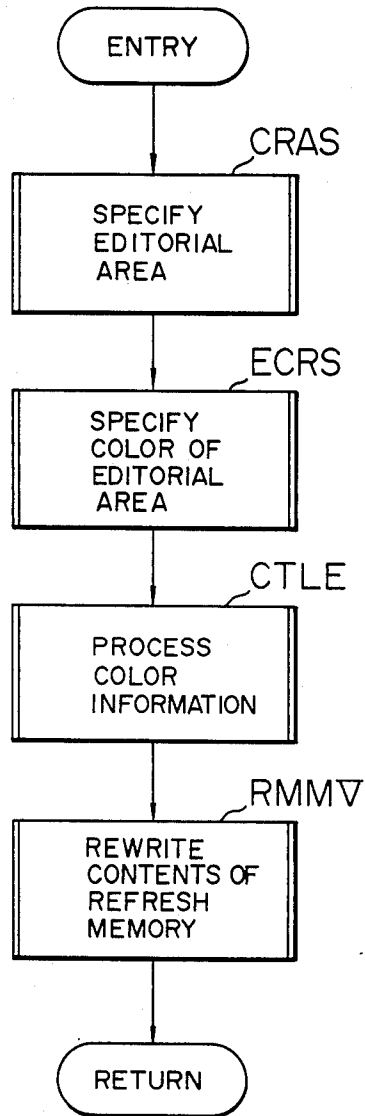 ENTRY
CRAS
SPECIFY
EDITORIAL
AREA
ECRS
SPECIFY
COLOR OF
EDITORIAL
AREA
CTLE
PROCESS
COLOR
INFORMATION
RMMV
REWRITE
CONTENTS OF
REFRESH
MEMORY
RETURN